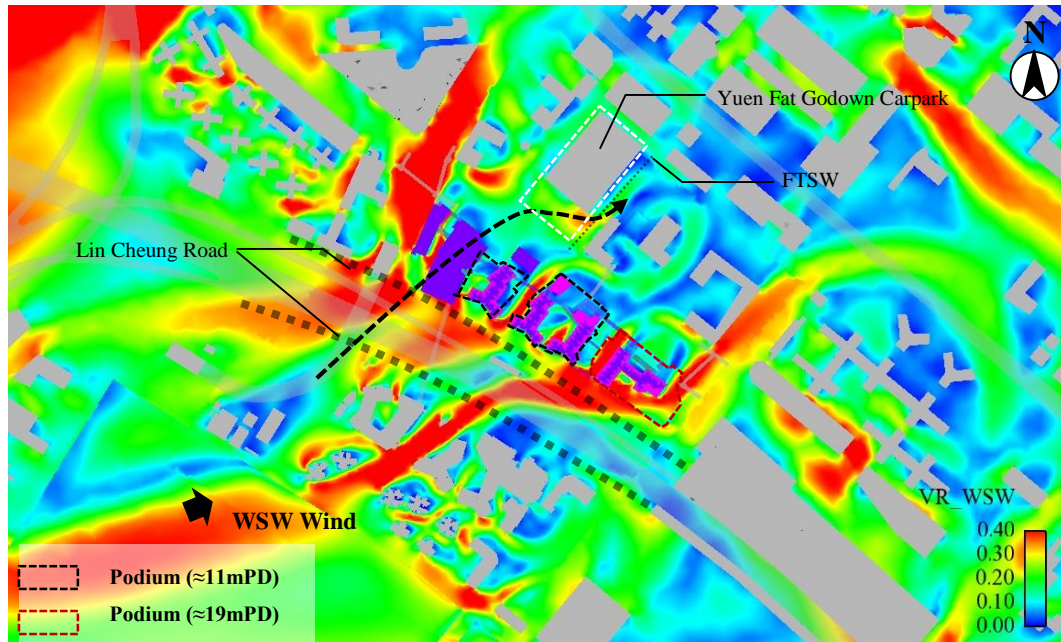 N
Yuen Fat Godown Carpark
FTSW
Lin Cheung Road
WSW Wind
VR_WSW
0.40
0.30
0.20
0.10
0.00
Podium (≈11mPD)
Podium (≈19mPD)